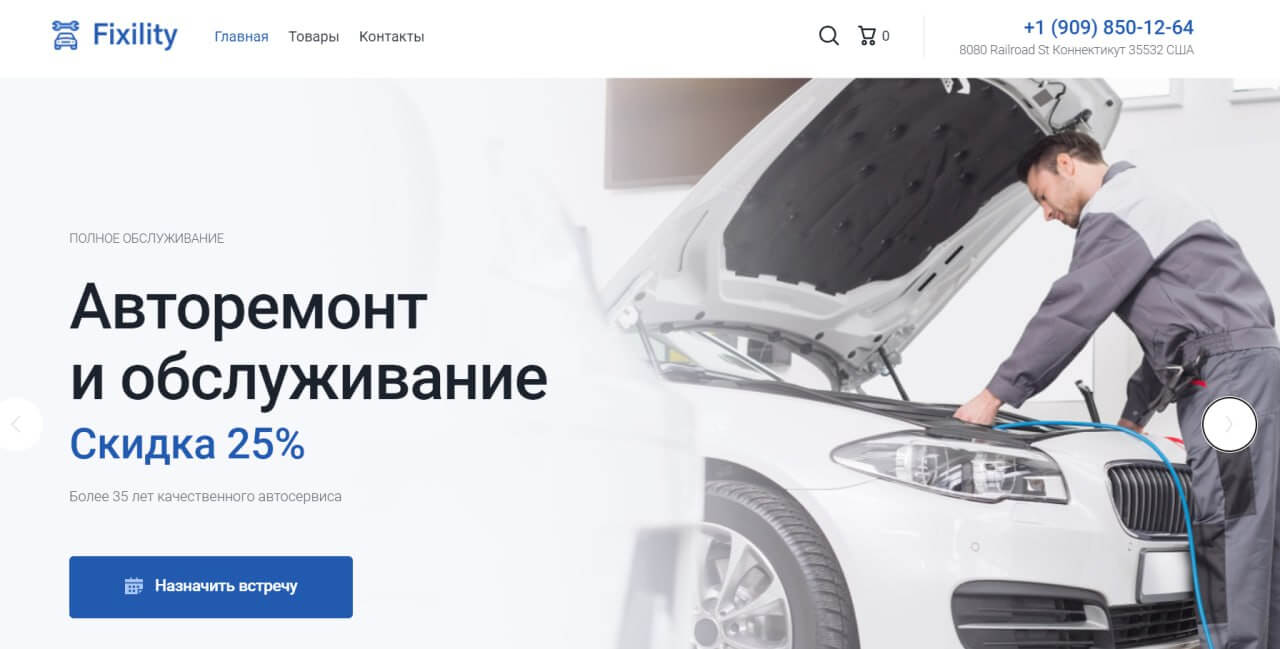 Fixility
Главная Товары Контакты
0
+1 (909) 850-12-64
8080 Railroad St Коннектикут 35532 США
ПОЛНОЕ ОБСЛУЖИВАНИЕ
Авторемонт
и обслуживание
Скидка 25%
Более 35 лет качественного автосервиса
Назначить встречу